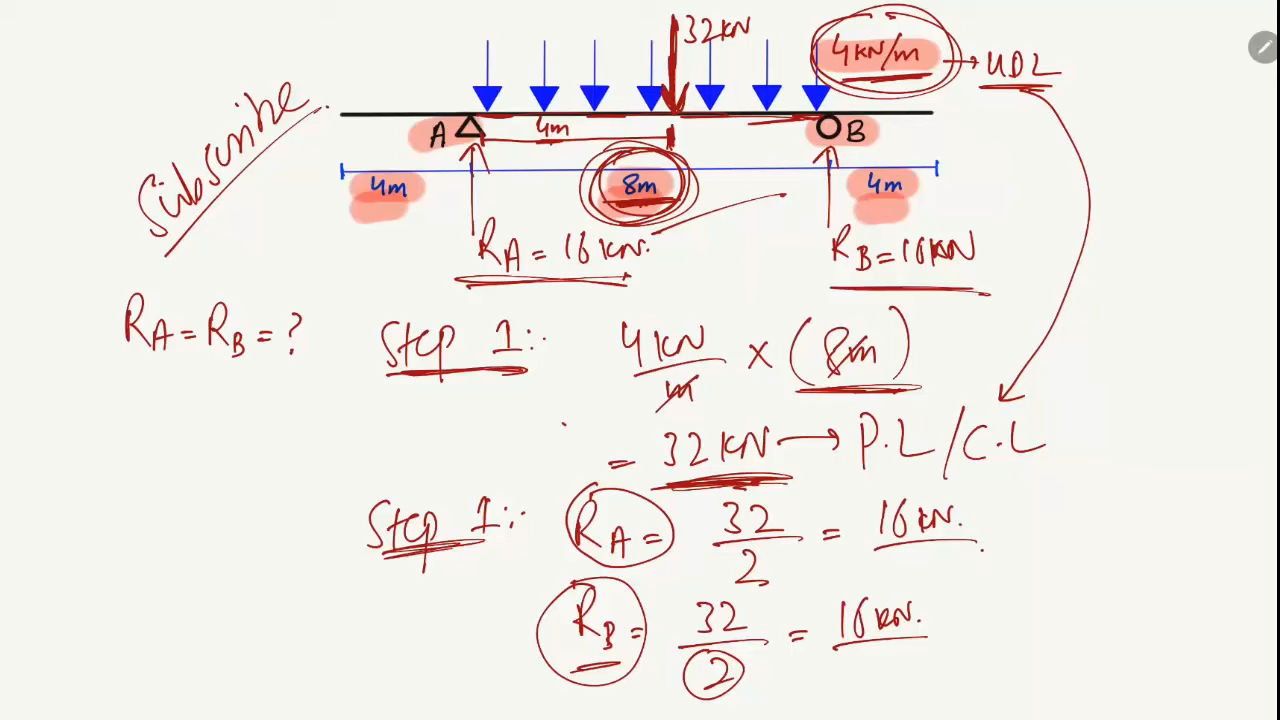 32KN
4KN/m → UDL
Subscribe
A
4m
B
4m
8m
4m
RA = 16KN.
RB = 16KN
RA = RB = ?
Step 1:-
4KN/m × (8m)
= 32KN → P.L/C.L
Step 1:-
RA = 32/2 = 16KN.
RB = 32/2 = 16KN.